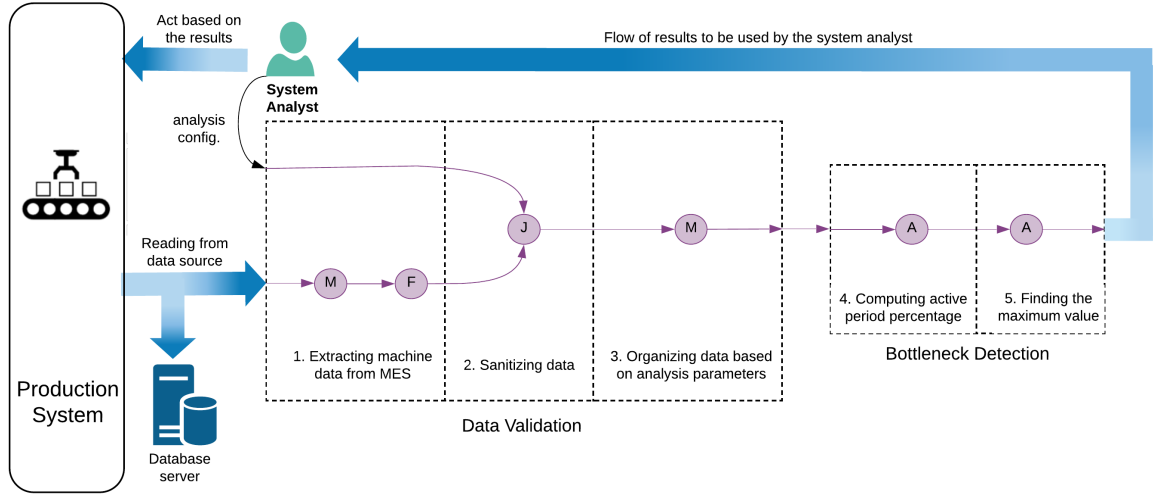 Act based on
the results
Flow of results to be used by the system analyst
System
Analyst
analysis
config.
J
M
A
A
Reading from
data source
M
F
1. Extracting machine
data from MES
2. Sanitizing data
3. Organizing data based
on analysis parameters
4. Computing active
period percentage
5. Finding the
maximum value
Bottleneck Detection
Data Validation
Production
System
Database
server